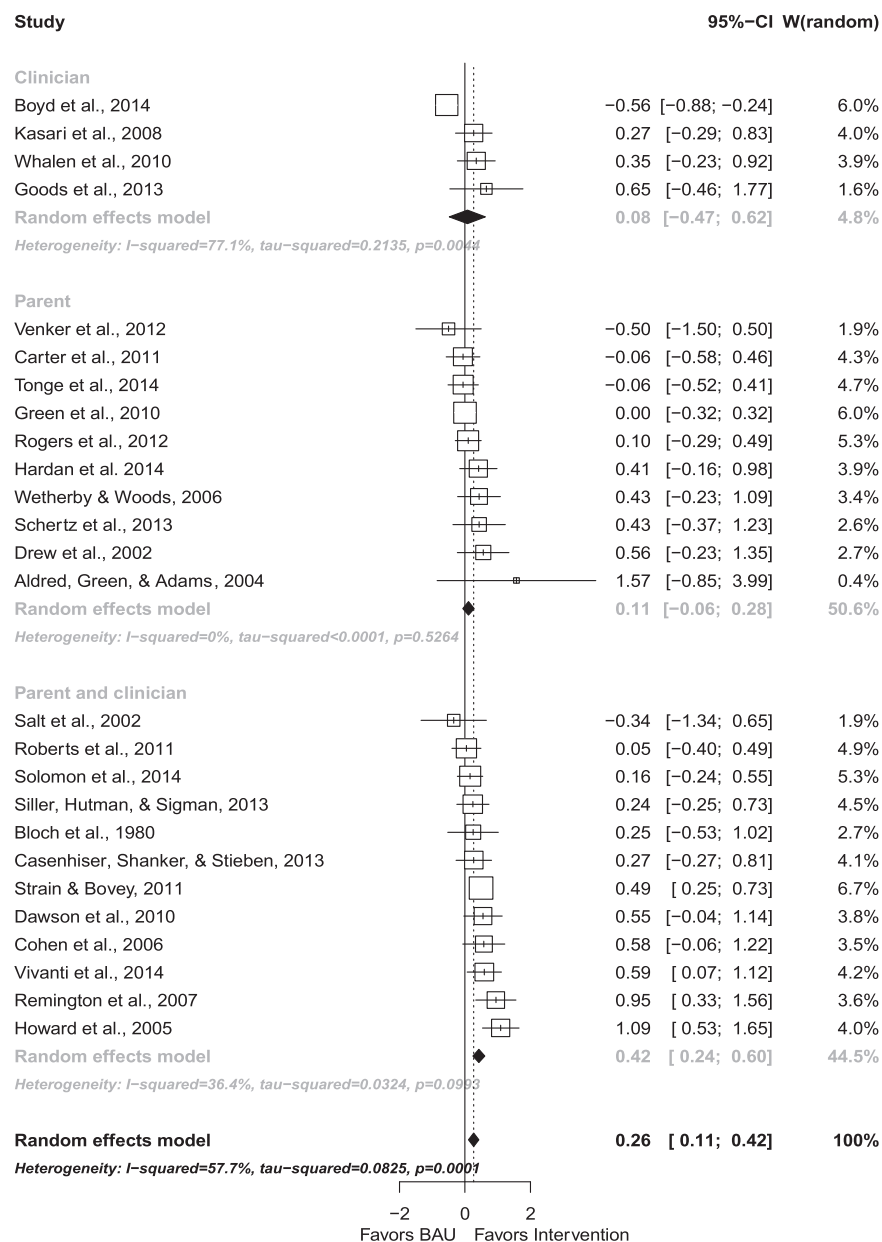 Study 95%−CI W(random)
Clinician
Boyd et al., 2014 −0.56 [−0.88; −0.24] 6.0%
Kasari et al., 2008 0.27 [−0.29; 0.83] 4.0%
Whalen et al., 2010 0.35 [−0.23; 0.92] 3.9%
Goods et al., 2013 0.65 [−0.46; 1.77] 1.6%
Random effects model 0.08 [−0.47; 0.62] 4.8%
Heterogeneity: I−squared=77.1%, tau−squared=0.2135, p=0.0044
Parent
Venker et al., 2012 −0.50 [−1.50; 0.50] 1.9%
Carter et al., 2011 −0.06 [−0.58; 0.46] 4.3%
Tonge et al., 2014 −0.06 [−0.52; 0.41] 4.7%
Green et al., 2010 0.00 [−0.32; 0.32] 6.0%
Rogers et al., 2012 0.10 [−0.29; 0.49] 5.3%
Hardan et al. 2014 0.41 [−0.16; 0.98] 3.9%
Wetherby & Woods, 2006 0.43 [−0.23; 1.09] 3.4%
Schertz et al., 2013 0.43 [−0.37; 1.23] 2.6%
Drew et al., 2002 0.56 [−0.23; 1.35] 2.7%
Aldred, Green, & Adams, 2004 1.57 [−0.85; 3.99] 0.4%
Random effects model 0.11 [−0.06; 0.28] 50.6%
Heterogeneity: I−squared=0%, tau−squared<0.0001, p=0.5264
Parent and clinician
Salt et al., 2002 −0.34 [−1.34; 0.65] 1.9%
Roberts et al., 2011 0.05 [−0.40; 0.49] 4.9%
Solomon et al., 2014 0.16 [−0.24; 0.55] 5.3%
Siller, Hutman, & Sigman, 2013 0.24 [−0.25; 0.73] 4.5%
Bloch et al., 1980 0.25 [−0.53; 1.02] 2.7%
Casenhiser, Shanker, & Stieben, 2013 0.27 [−0.27; 0.81] 4.1%
Strain & Bovey, 2011 0.49 [ 0.25; 0.73] 6.7%
Dawson et al., 2010 0.55 [−0.04; 1.14] 3.8%
Cohen et al., 2006 0.58 [−0.06; 1.22] 3.5%
Vivanti et al., 2014 0.59 [ 0.07; 1.12] 4.2%
Remington et al., 2007 0.95 [ 0.33; 1.56] 3.6%
Howard et al., 2005 1.09 [ 0.53; 1.65] 4.0%
Random effects model 0.42 [ 0.24; 0.60] 44.5%
Heterogeneity: I−squared=36.4%, tau−squared=0.0324, p=0.0993
Random effects model 0.26 [ 0.11; 0.42] 100%
Heterogeneity: I−squared=57.7%, tau−squared=0.0825, p=0.0001
−2 0 2
Favors BAU Favors Intervention